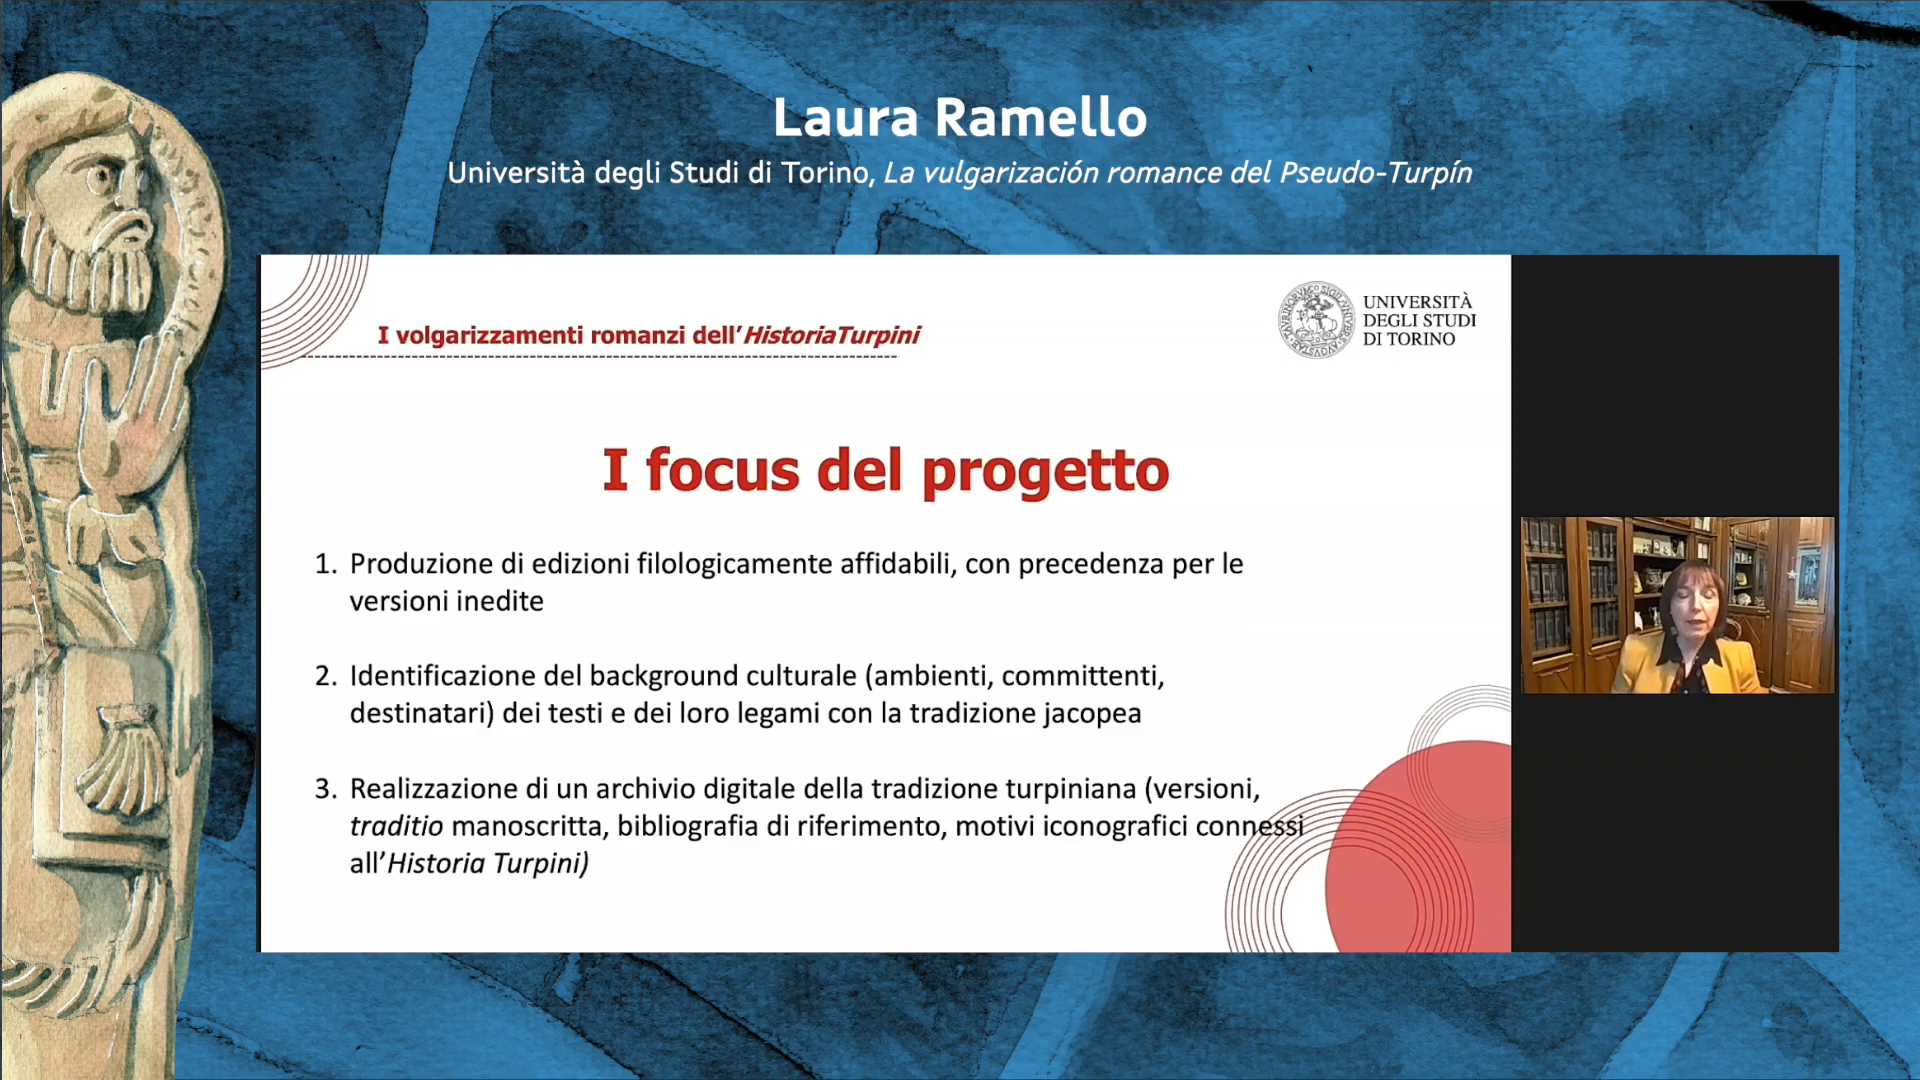 Laura Ramello
Università degli Studi di Torino, La vulgarización romance del Pseudo-Turpín
I volgarizzamenti romanzi dell'HistoriaTurpini
UNIVERSITÀ
DEGLI STUDI
DI TORINO
I focus del progetto
1. Produzione di edizioni filologicamente affidabili, con precedenza per le
versioni inedite
2. Identificazione del background culturale (ambienti, committenti,
destinatari) dei testi e dei loro legami con la tradizione jacopea
3. Realizzazione di un archivio digitale della tradizione turpiniana (versioni,
traditio manoscritta, bibliografia di riferimento, motivi iconografici connessi
all'Historia Turpini)